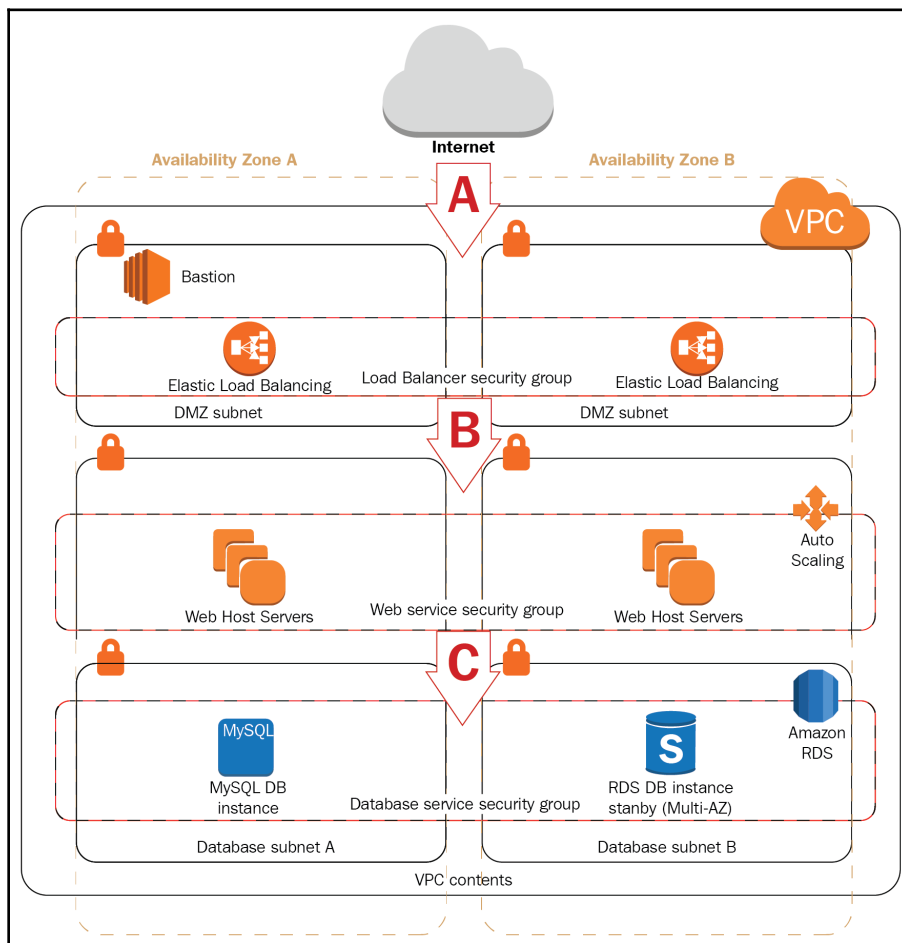 Internet
Availability Zone A
Availability Zone B
A
VPC
Bastion
Elastic Load Balancing
Elastic Load Balancing
Load Balancer security group
DMZ subnet
DMZ subnet
B
Auto
Scaling
Web Host Servers
Web Host Servers
Web service security group
C
MySQL
S
Amazon
RDS
MySQL DB
instance
RDS DB instance
stanby (Multi-AZ)
Database service security group
Database subnet A
Database subnet B
VPC contents